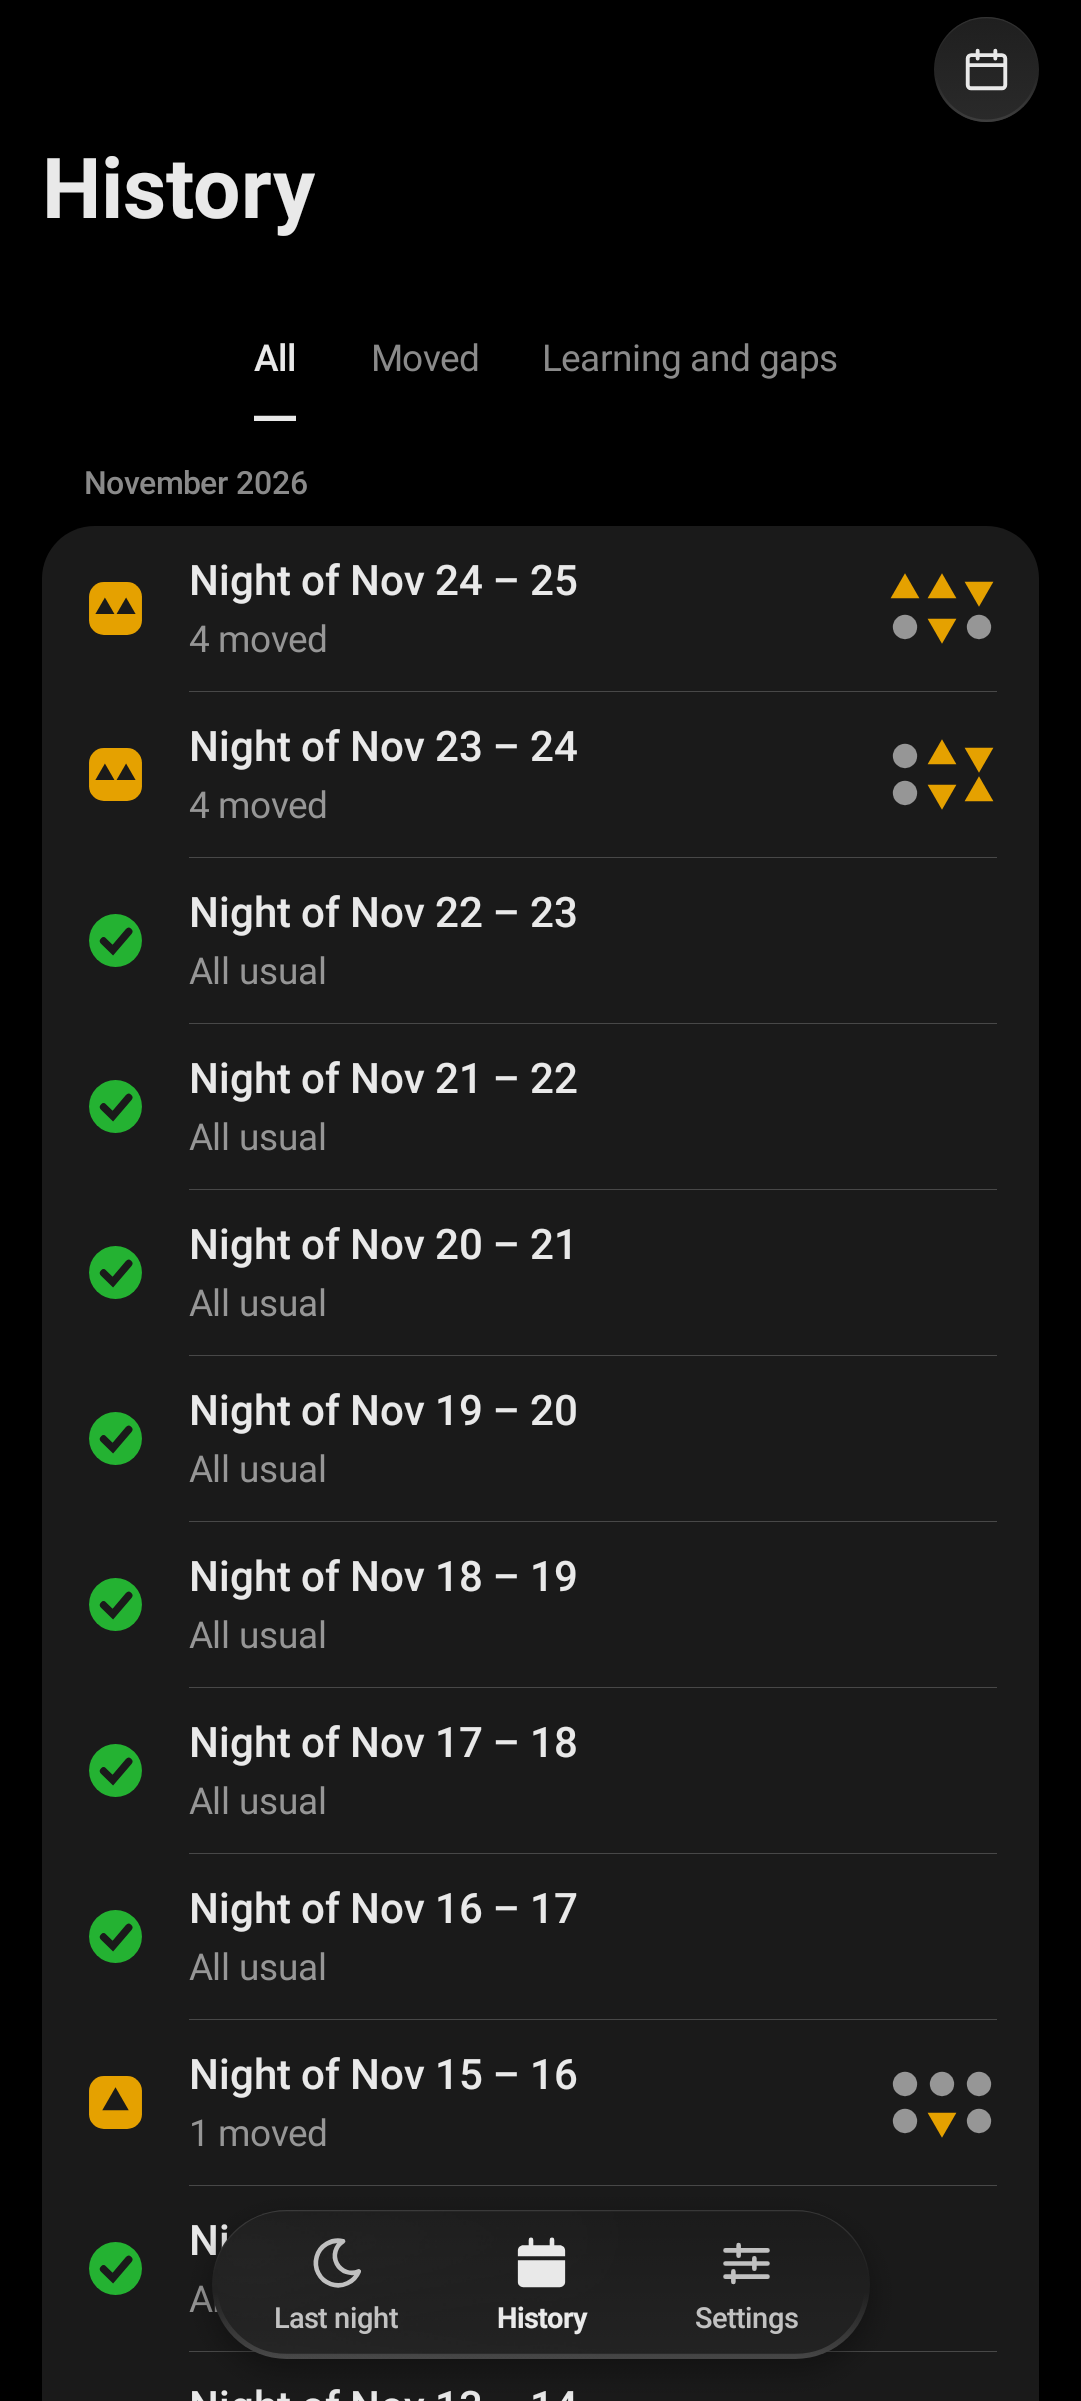 History
All Moved Learning and gaps
November 2026
Night of Nov 24 – 25
4 moved
Night of Nov 23 – 24
4 moved
Night of Nov 22 – 23
All usual
Night of Nov 21 – 22
All usual
Night of Nov 20 – 21
All usual
Night of Nov 19 – 20
All usual
Night of Nov 18 – 19
All usual
Night of Nov 17 – 18
All usual
Night of Nov 16 – 17
All usual
Night of Nov 15 – 16
1 moved
Last night History Settings